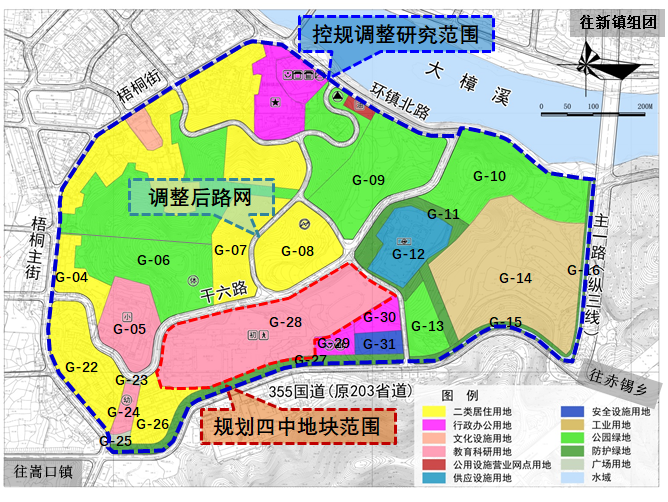 控规调整研究范围
往新镇组团
大樟溪
梧桐街
环镇北路
0 50 100 200M
G-10
G-09
调整后路网
G-11
梧桐主街
主一路(纵三线)
G-07
G-08
G-12
G-06
G-04
G-16
G-14
干六路
小
G-05
G-28
初
G-30
G-15
G-13
G-29
G-31
G-27
G-22
G-23
幼
G-24
G-26
G-25
355国道(原203省道)
往赤锡乡
规划四中地块范围
往嵩口镇
图 例
二类居住用地
行政办公用地
文化设施用地
教育科研用地
公用设施营业网点用地
供应设施用地
安全设施用地
工业用地
公园绿地
防护绿地
广场用地
水域